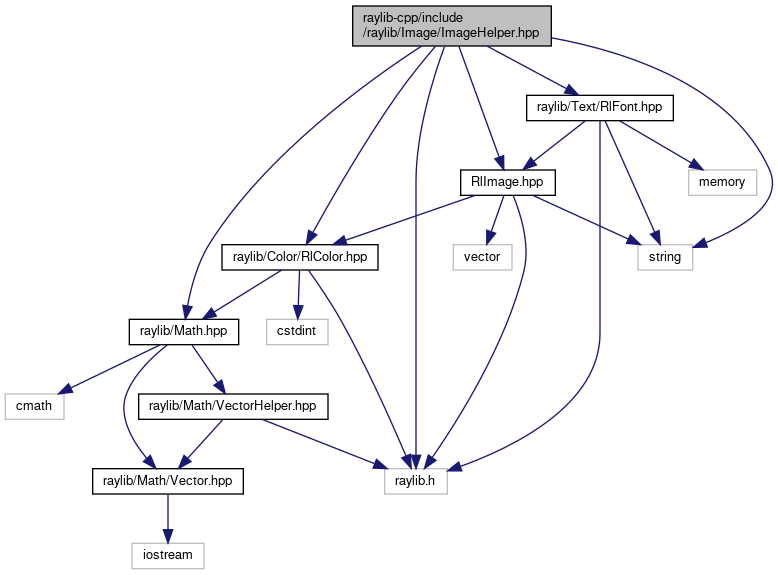 raylib-cpp/include
/raylib/Image/ImageHelper.hpp
raylib/Text/RlFont.hpp
RlImage.hpp
memory
raylib/Color/RlColor.hpp
vector
string
raylib/Math.hpp
cstdint
cmath
raylib/Math/VectorHelper.hpp
raylib/Math/Vector.hpp
raylib.h
iostream